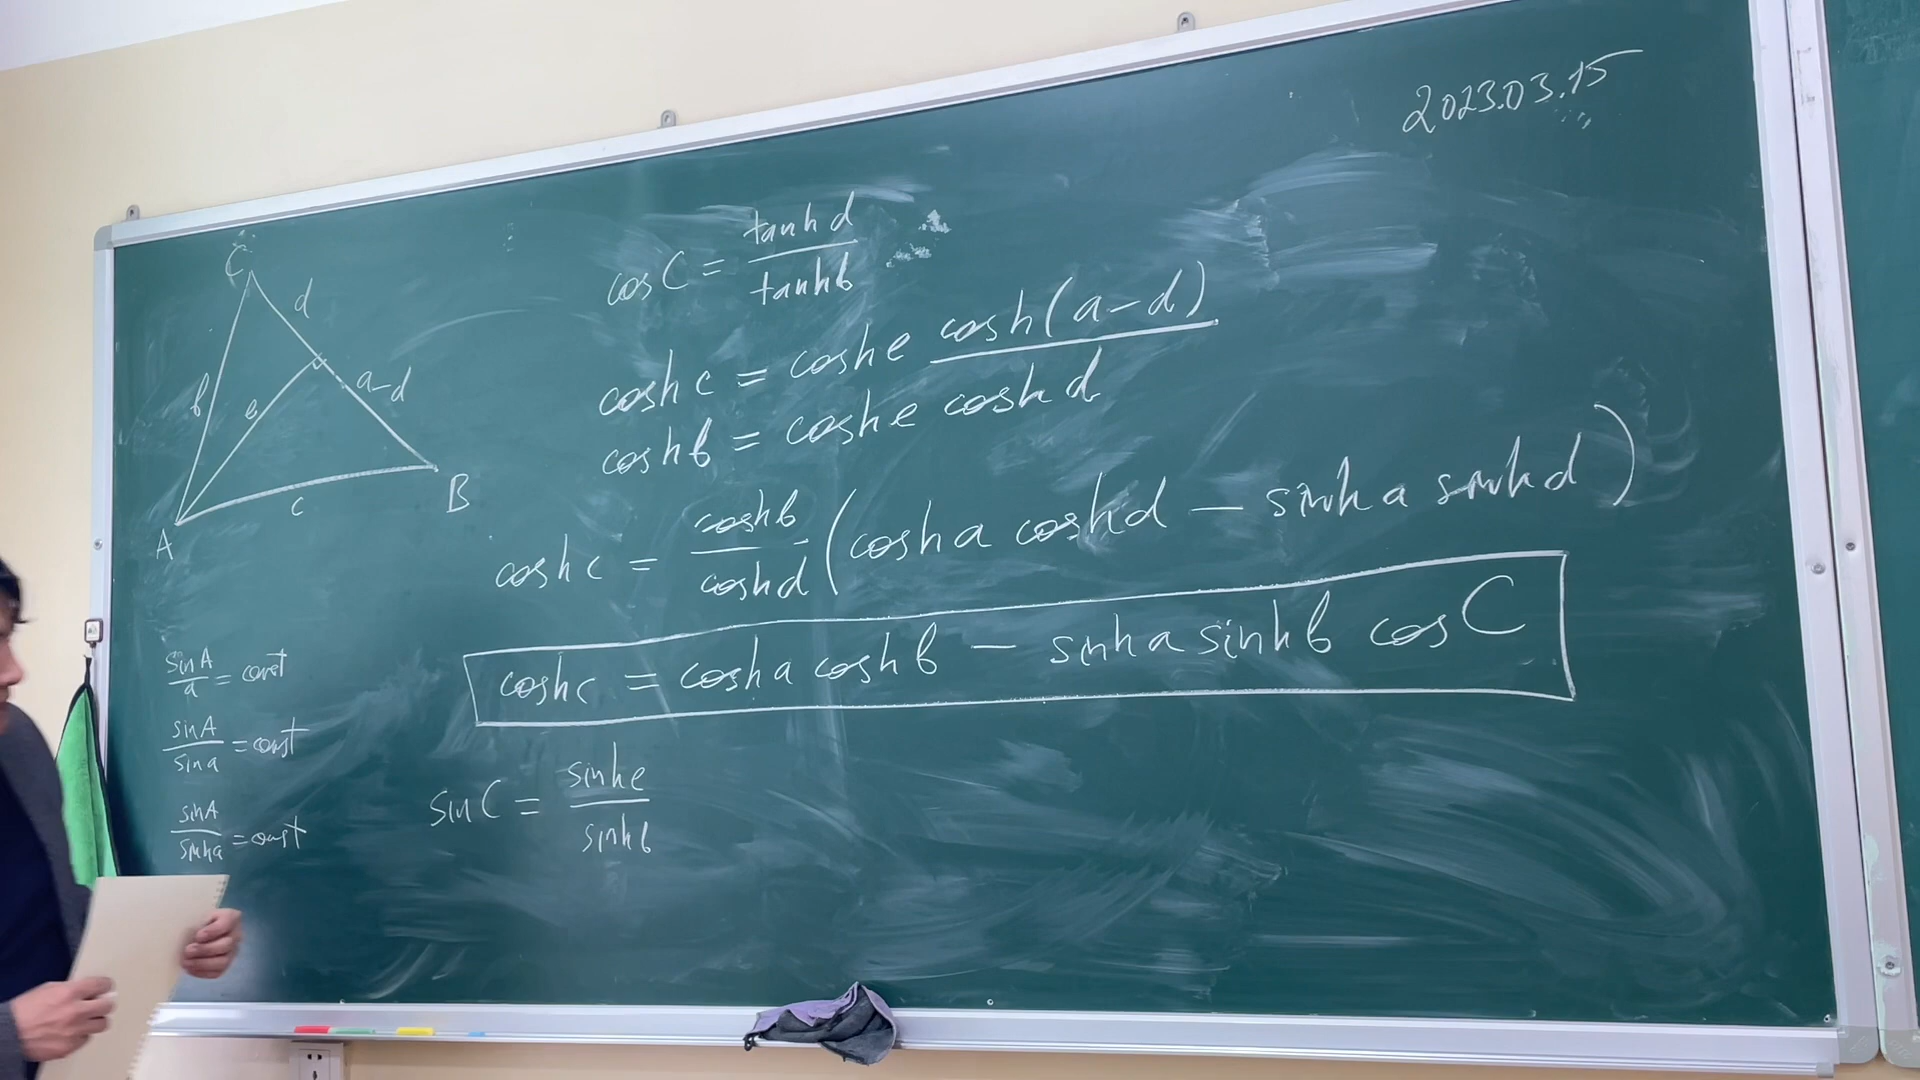 2023.03.15
C
d
a-d
b
e
c
B
A
cos C = tanh d / tanh b
cosh c = cosh e cosh(a-d)
cosh b = cosh e cosh d
cosh c = cosh b / cosh d (cosh a cosh d - sinh a sinh d)
cosh c = cosh a cosh b - sinh a sinh b cos C
sin A / a = const
sin A / sin a = const
sin A / sinh a = const
sin C = sinh e / sinh b